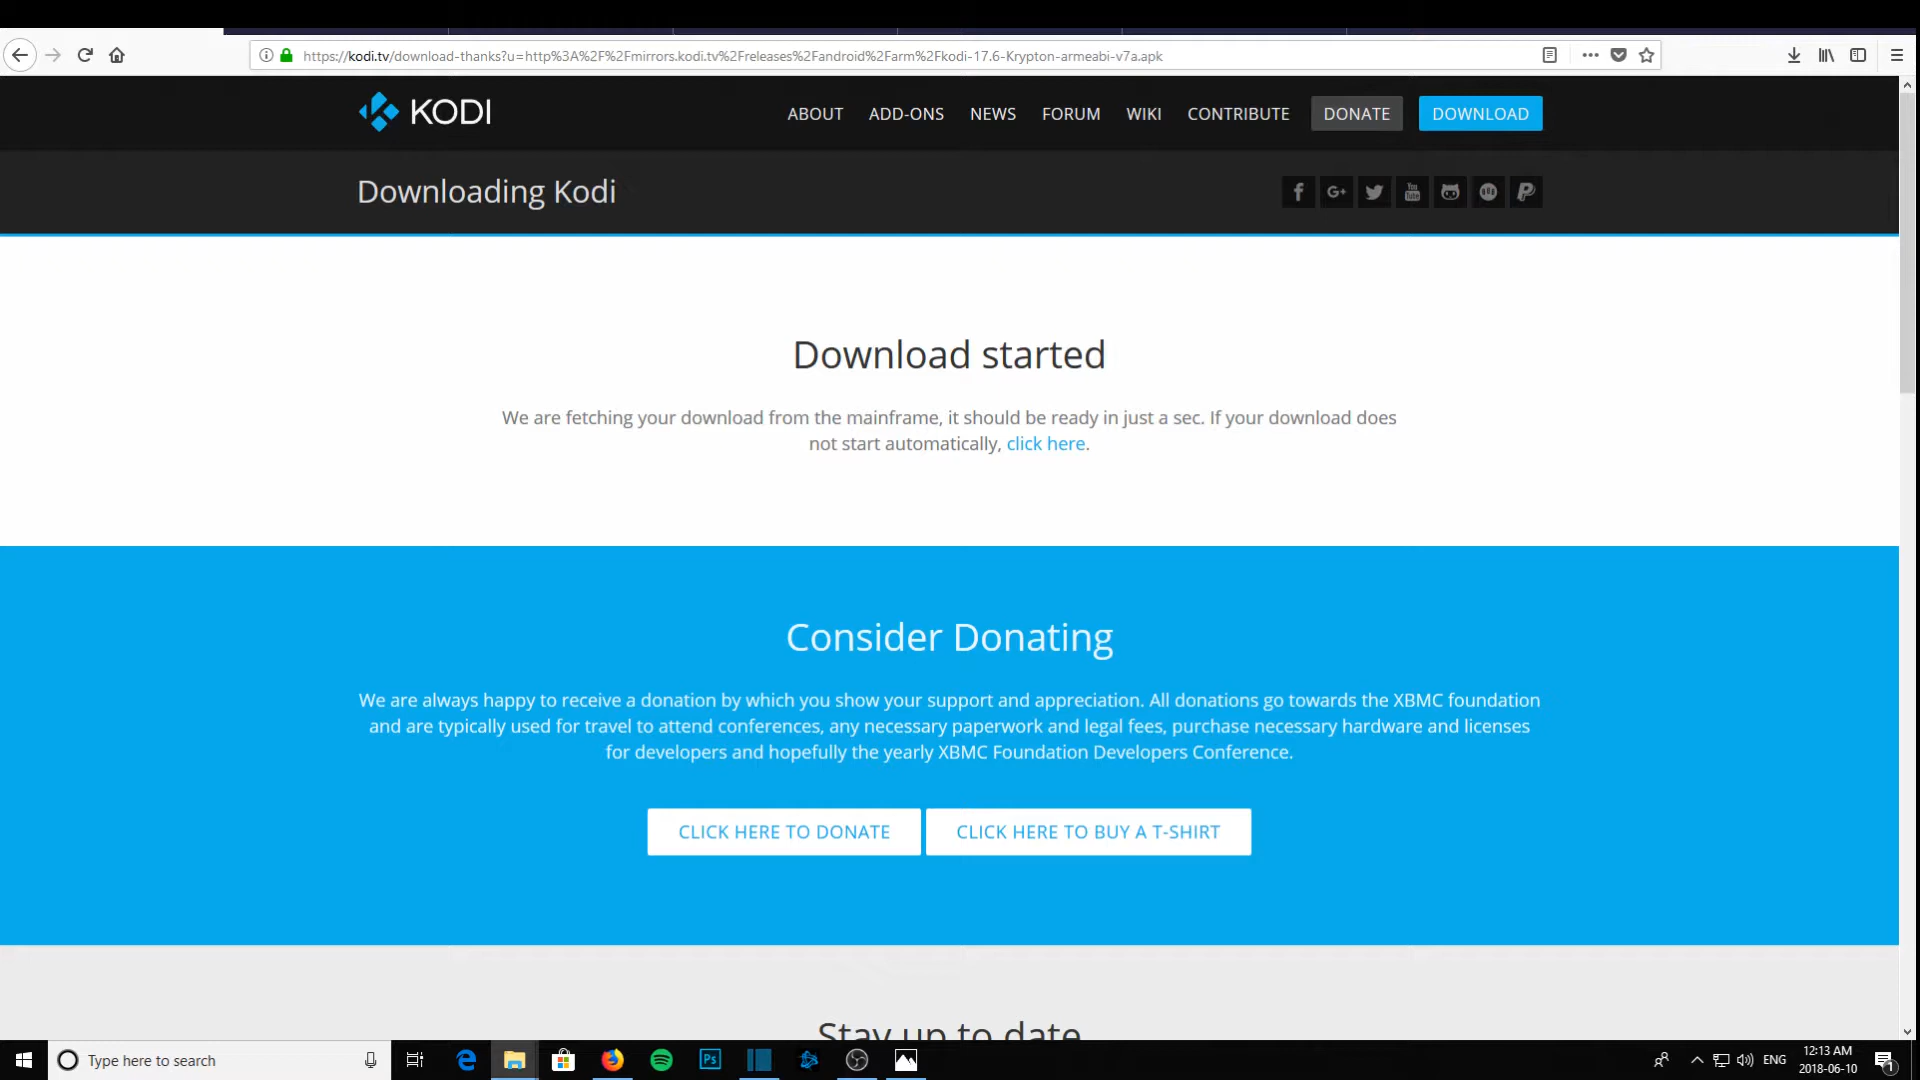 https://kodi.tv/download-thanks?u=http%3A%2F%2Fmirrors.kodi.tv%2Freleases%2Fandroid%2Farm%2Fkodi-17.6-Krypton-armeabi-v7a.apk
KODI
ABOUT ADD-ONS NEWS FORUM WIKI CONTRIBUTE DONATE DOWNLOAD
Downloading Kodi
Download started
We are fetching your download from the mainframe, it should be ready in just a sec. If your download does
not start automatically, click here.
Consider Donating
We are always happy to receive a donation by which you show your support and appreciation. All donations go towards the XBMC foundation
and are typically used for travel to attend conferences, any necessary paperwork and legal fees, purchase necessary hardware and licenses
for developers and hopefully the yearly XBMC Foundation Developers Conference.
CLICK HERE TO DONATE CLICK HERE TO BUY A T-SHIRT
Stay up to date
Type here to search
Ps
ENG
12:13 AM
2018-06-10
1